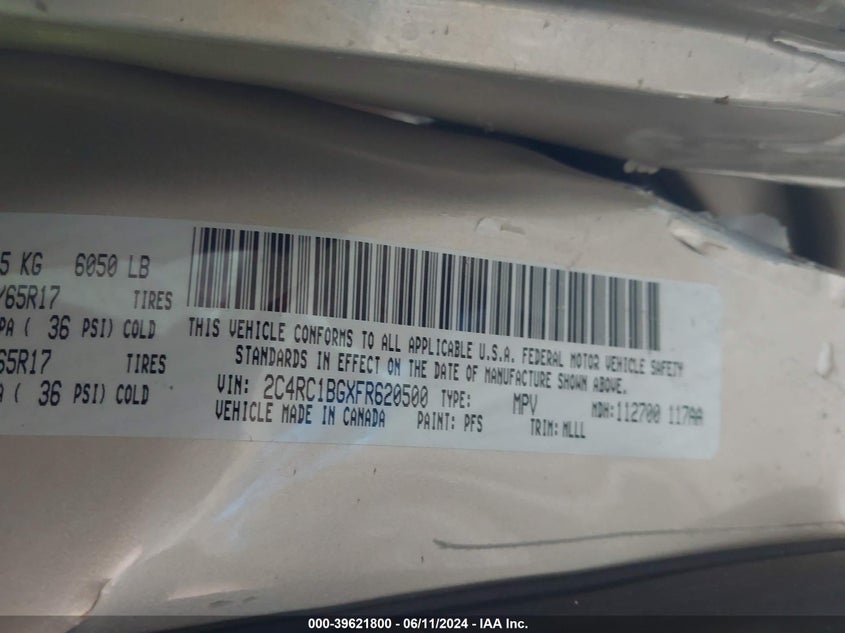 5 KG 6050 LB
/65R17 TIRES
PA ( 36 PSI) COLD
65R17 TIRES
A ( 36 PSI) COLD
THIS VEHICLE CONFORMS TO ALL APPLICABLE U.S.A. FEDERAL MOTOR VEHICLE SAFETY
STANDARDS IN EFFECT ON THE DATE OF MANUFACTURE SHOWN ABOVE.
VIN: 2C4RC1BGXFR620500 TYPE: MPV MDH:112700 117AA
VEHICLE MADE IN CANADA PAINT: PFS TRIM: MLLL
000-39621800 - 06/11/2024 - IAA Inc.